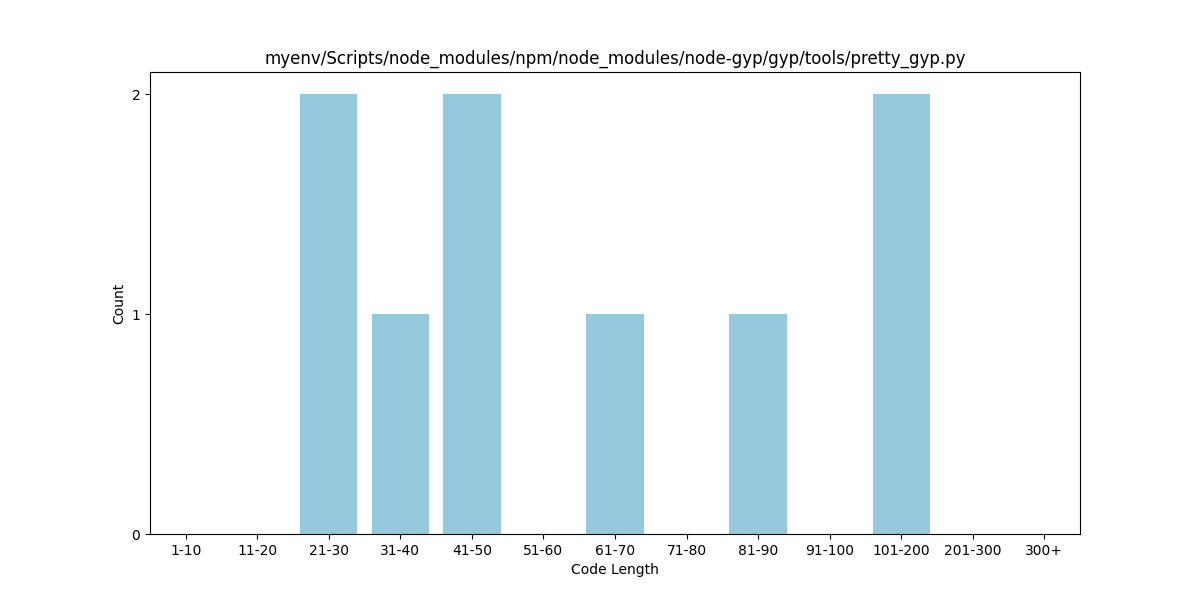 myenv/Scripts/node_modules/npm/node_modules/node-gyp/gyp/tools/pretty_gyp.py
2
1
0
Count
1-10 11-20 21-30 31-40 41-50 51-60 61-70 71-80 81-90 91-100 101-200 201-300 300+
Code Length